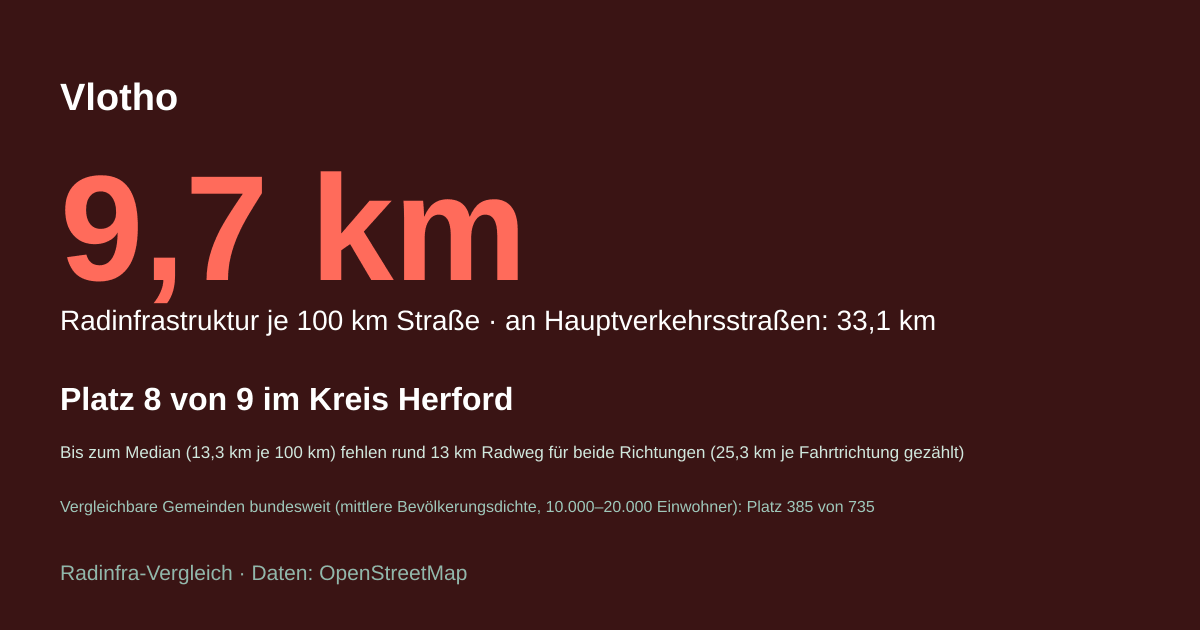 Vlotho
9,7 km
Radinfrastruktur je 100 km Straße · an Hauptverkehrsstraßen: 33,1 km
Platz 8 von 9 im Kreis Herford
Bis zum Median (13,3 km je 100 km) fehlen rund 13 km Radweg für beide Richtungen (25,3 km je Fahrtrichtung gezählt)
Vergleichbare Gemeinden bundesweit (mittlere Bevölkerungsdichte, 10.000–20.000 Einwohner): Platz 385 von 735
Radinfra-Vergleich · Daten: OpenStreetMap